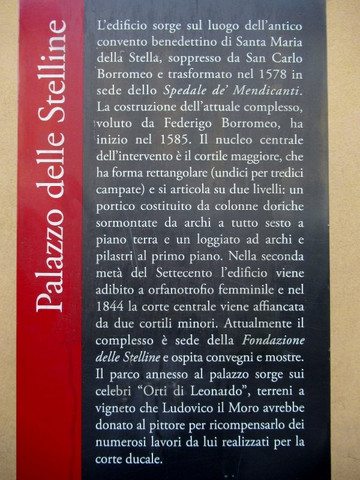 Palazzo delle Stelline
L'edificio sorge sul luogo dell'antico
convento benedettino di Santa Maria
della Stella, soppresso da San Carlo
Borromeo e trasformato nel 1578 in
sede dello Spedale de' Mendicanti.
La costruzione dell'attuale complesso,
voluto da Federigo Borromeo, ha
inizio nel 1585. Il nucleo centrale
dell'intervento è il cortile maggiore, che
ha forma rettangolare (undici per tredici
campate) e si articola su due livelli: un
portico costituito da colonne doriche
sormontate da archi a tutto sesto a
piano terra e un loggiato ad archi e
pilastri al primo piano. Nella seconda
metà del Settecento l'edificio viene
adibito a orfanotrofio femminile e nel
1844 la corte centrale viene affiancata
da due cortili minori. Attualmente il
complesso è sede della Fondazione
delle Stelline e ospita convegni e mostre.
Il parco annesso al palazzo sorge sui
celebri "Orti di Leonardo", terreni a
vigneto che Ludovico il Moro avrebbe
donato al pittore per ricompensarlo dei
numerosi lavori da lui realizzati per la
corte ducale.